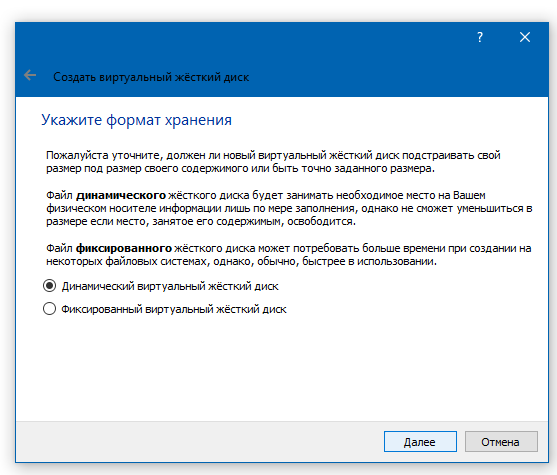 ?
Создать виртуальный жёсткий диск
Укажите формат хранения
Пожалуйста уточните, должен ли новый виртуальный жёсткий диск подстраивать свой
размер под размер своего содержимого или быть точно заданного размера.
Файл динамического жёсткого диска будет занимать необходимое место на Вашем
физическом носителе информации лишь по мере заполнения, однако не сможет уменьшиться в
размере если место, занятое его содержимым, освободится.
Файл фиксированного жёсткого диска может потребовать больше времени при создании на
некоторых файловых системах, однако, обычно, быстрее в использовании.
Динамический виртуальный жёсткий диск
Фиксированный виртуальный жёсткий диск
Далее
Отмена